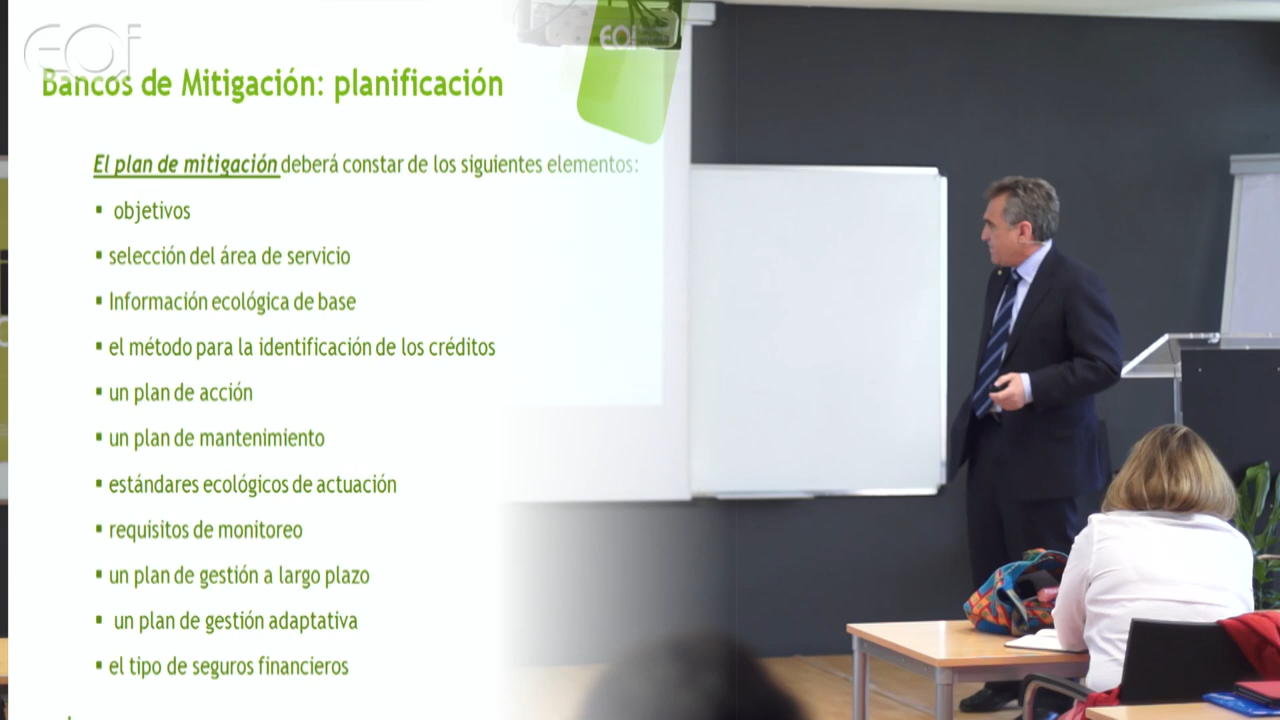 EOI
EOI
Bancos de Mitigación: planificación
El plan de mitigación deberá constar de los siguientes elementos:
▪ objetivos
▪ selección del área de servicio
▪ Información ecológica de base
▪ el método para la identificación de los créditos
▪ un plan de acción
▪ un plan de mantenimiento
▪ estándares ecológicos de actuación
▪ requisitos de monitoreo
▪ un plan de gestión a largo plazo
▪ un plan de gestión adaptativa
▪ el tipo de seguros financieros